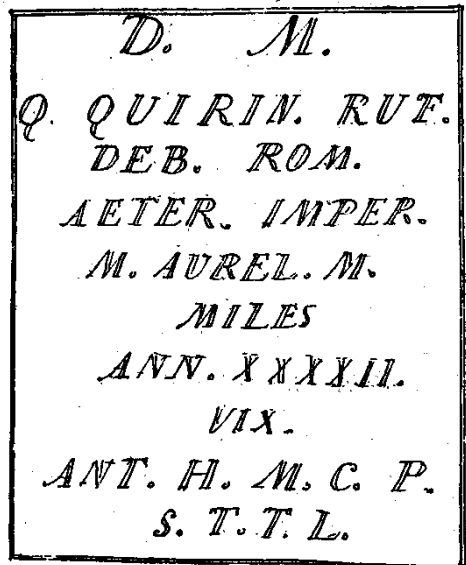 D. M.
Q. QUIRIN. RUF.
DEB. ROM.
AETER. IMPER.
M. AUREL. M.
MILES
ANN. XXXXII.
VIX.
ANT. H. M. C. P.
S. T. T. L.